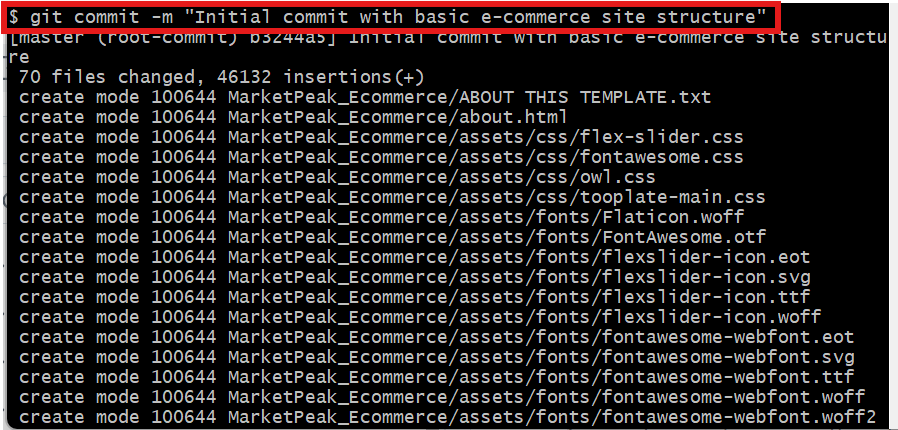 $ git commit -m "Initial commit with basic e-commerce site structure"
[master (root-commit) b3244a5] Initial commit with basic e-commerce site structu
re
 70 files changed, 46132 insertions(+)
 create mode 100644 MarketPeak_Ecommerce/ABOUT THIS TEMPLATE.txt
 create mode 100644 MarketPeak_Ecommerce/about.html
 create mode 100644 MarketPeak_Ecommerce/assets/css/flex-slider.css
 create mode 100644 MarketPeak_Ecommerce/assets/css/fontawesome.css
 create mode 100644 MarketPeak_Ecommerce/assets/css/owl.css
 create mode 100644 MarketPeak_Ecommerce/assets/css/tooplate-main.css
 create mode 100644 MarketPeak_Ecommerce/assets/fonts/Flaticon.woff
 create mode 100644 MarketPeak_Ecommerce/assets/fonts/FontAwesome.otf
 create mode 100644 MarketPeak_Ecommerce/assets/fonts/flexslider-icon.eot
 create mode 100644 MarketPeak_Ecommerce/assets/fonts/flexslider-icon.svg
 create mode 100644 MarketPeak_Ecommerce/assets/fonts/flexslider-icon.ttf
 create mode 100644 MarketPeak_Ecommerce/assets/fonts/flexslider-icon.woff
 create mode 100644 MarketPeak_Ecommerce/assets/fonts/fontawesome-webfont.eot
 create mode 100644 MarketPeak_Ecommerce/assets/fonts/fontawesome-webfont.svg
 create mode 100644 MarketPeak_Ecommerce/assets/fonts/fontawesome-webfont.ttf
 create mode 100644 MarketPeak_Ecommerce/assets/fonts/fontawesome-webfont.woff
 create mode 100644 MarketPeak_Ecommerce/assets/fonts/fontawesome-webfont.woff2